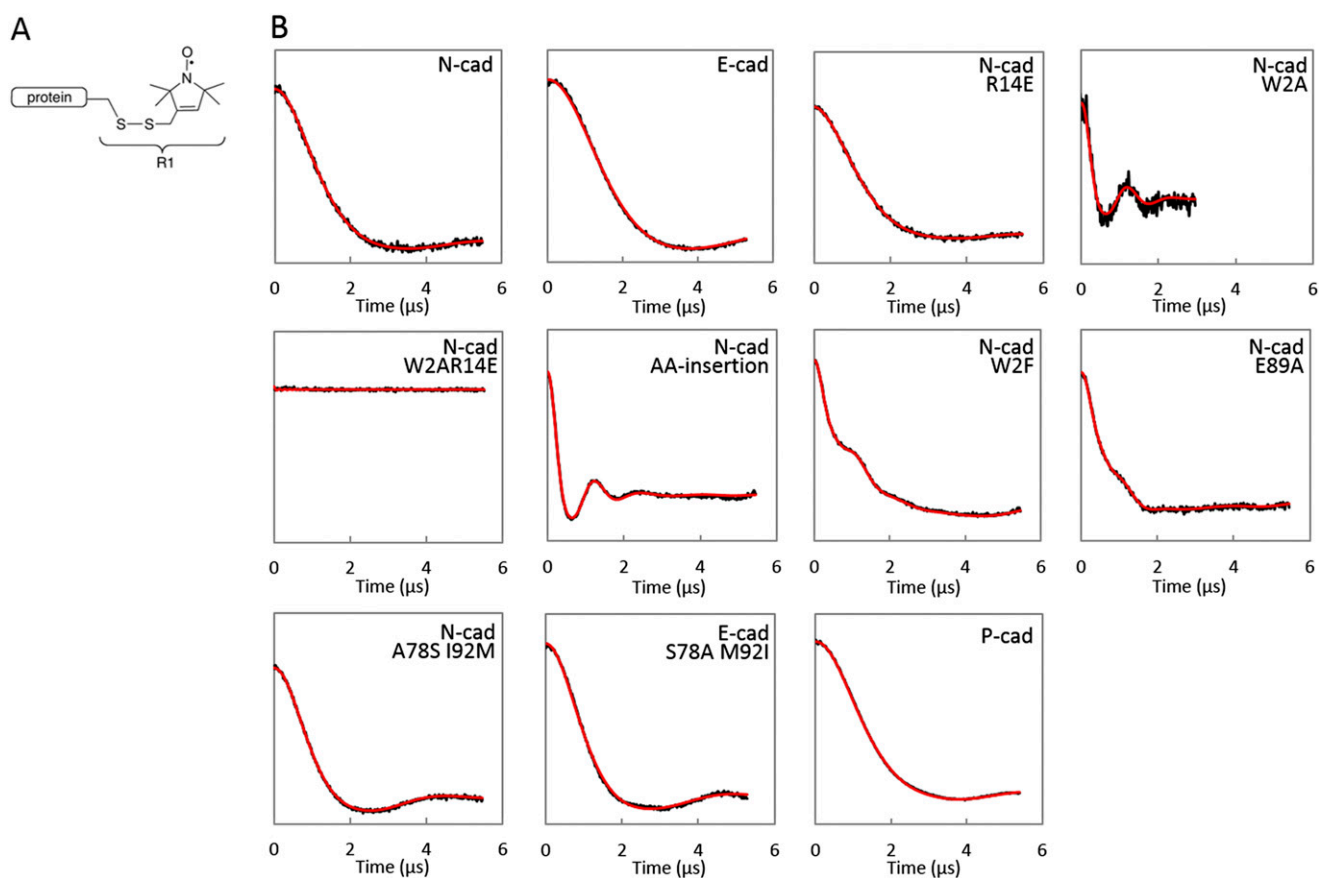 A
B
O
N
protein
S
S
R1
N-cad
0
2
4
6
Time (µs)
E-cad
0
2
4
6
Time (µs)
N-cad
R14E
0
2
4
6
Time (µs)
N-cad
W2A
0
2
4
6
Time (µs)
N-cad
W2AR14E
0
2
4
6
Time (µs)
N-cad
AA-insertion
0
2
4
6
Time (µs)
N-cad
W2F
0
2
4
6
Time (µs)
N-cad
E89A
0
2
4
6
Time (µs)
N-cad
A78S I92M
0
2
4
6
Time (µs)
E-cad
S78A M92I
0
2
4
6
Time (µs)
P-cad
0
2
4
6
Time (µs)